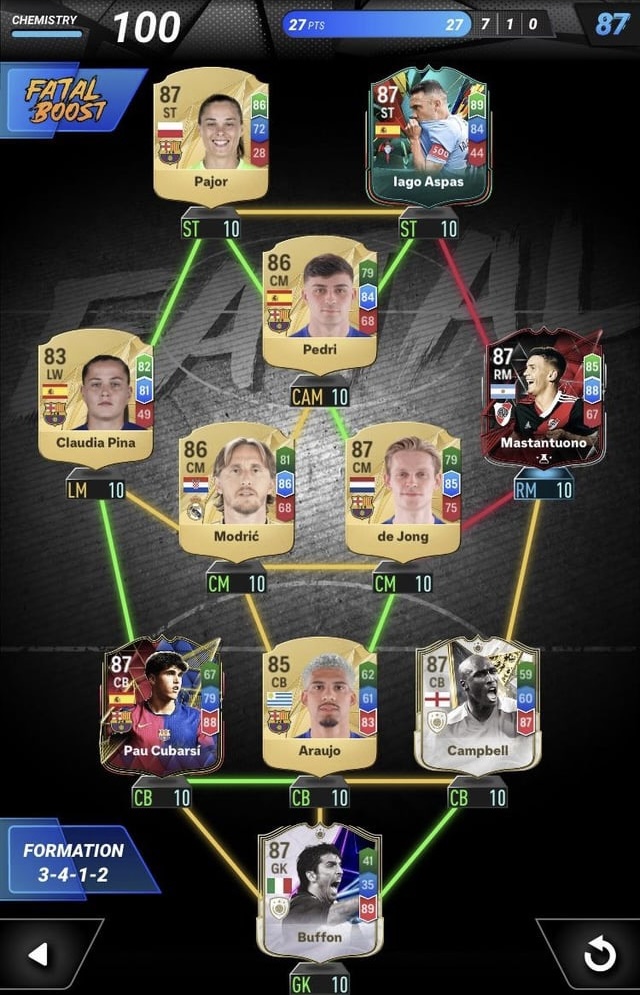 CHEMISTRY 100 27 PTS 27 7 1 0 87
FATAL
BOOST
87
ST
86
72
28
Pajor
87
ST
89
84
44
500
Iago Aspas
ST 10
ST 10
FATAL
86
CM
79
84
68
Pedri
CAM 10
83
LW
82
81
49
Claudia Pina
LM 10
87
RM
85
88
67
Mastantuono
RM 10
86
CM
81
86
68
Modrić
CM 10
87
CM
79
85
75
de Jong
CM 10
87
CB
67
79
88
Pau Cubarsí
CB 10
85
CB
62
61
83
Araujo
CB 10
87
CB
59
60
87
Campbell
CB 10
FORMATION
3-4-1-2
87
GK
41
35
89
Buffon
GK 10